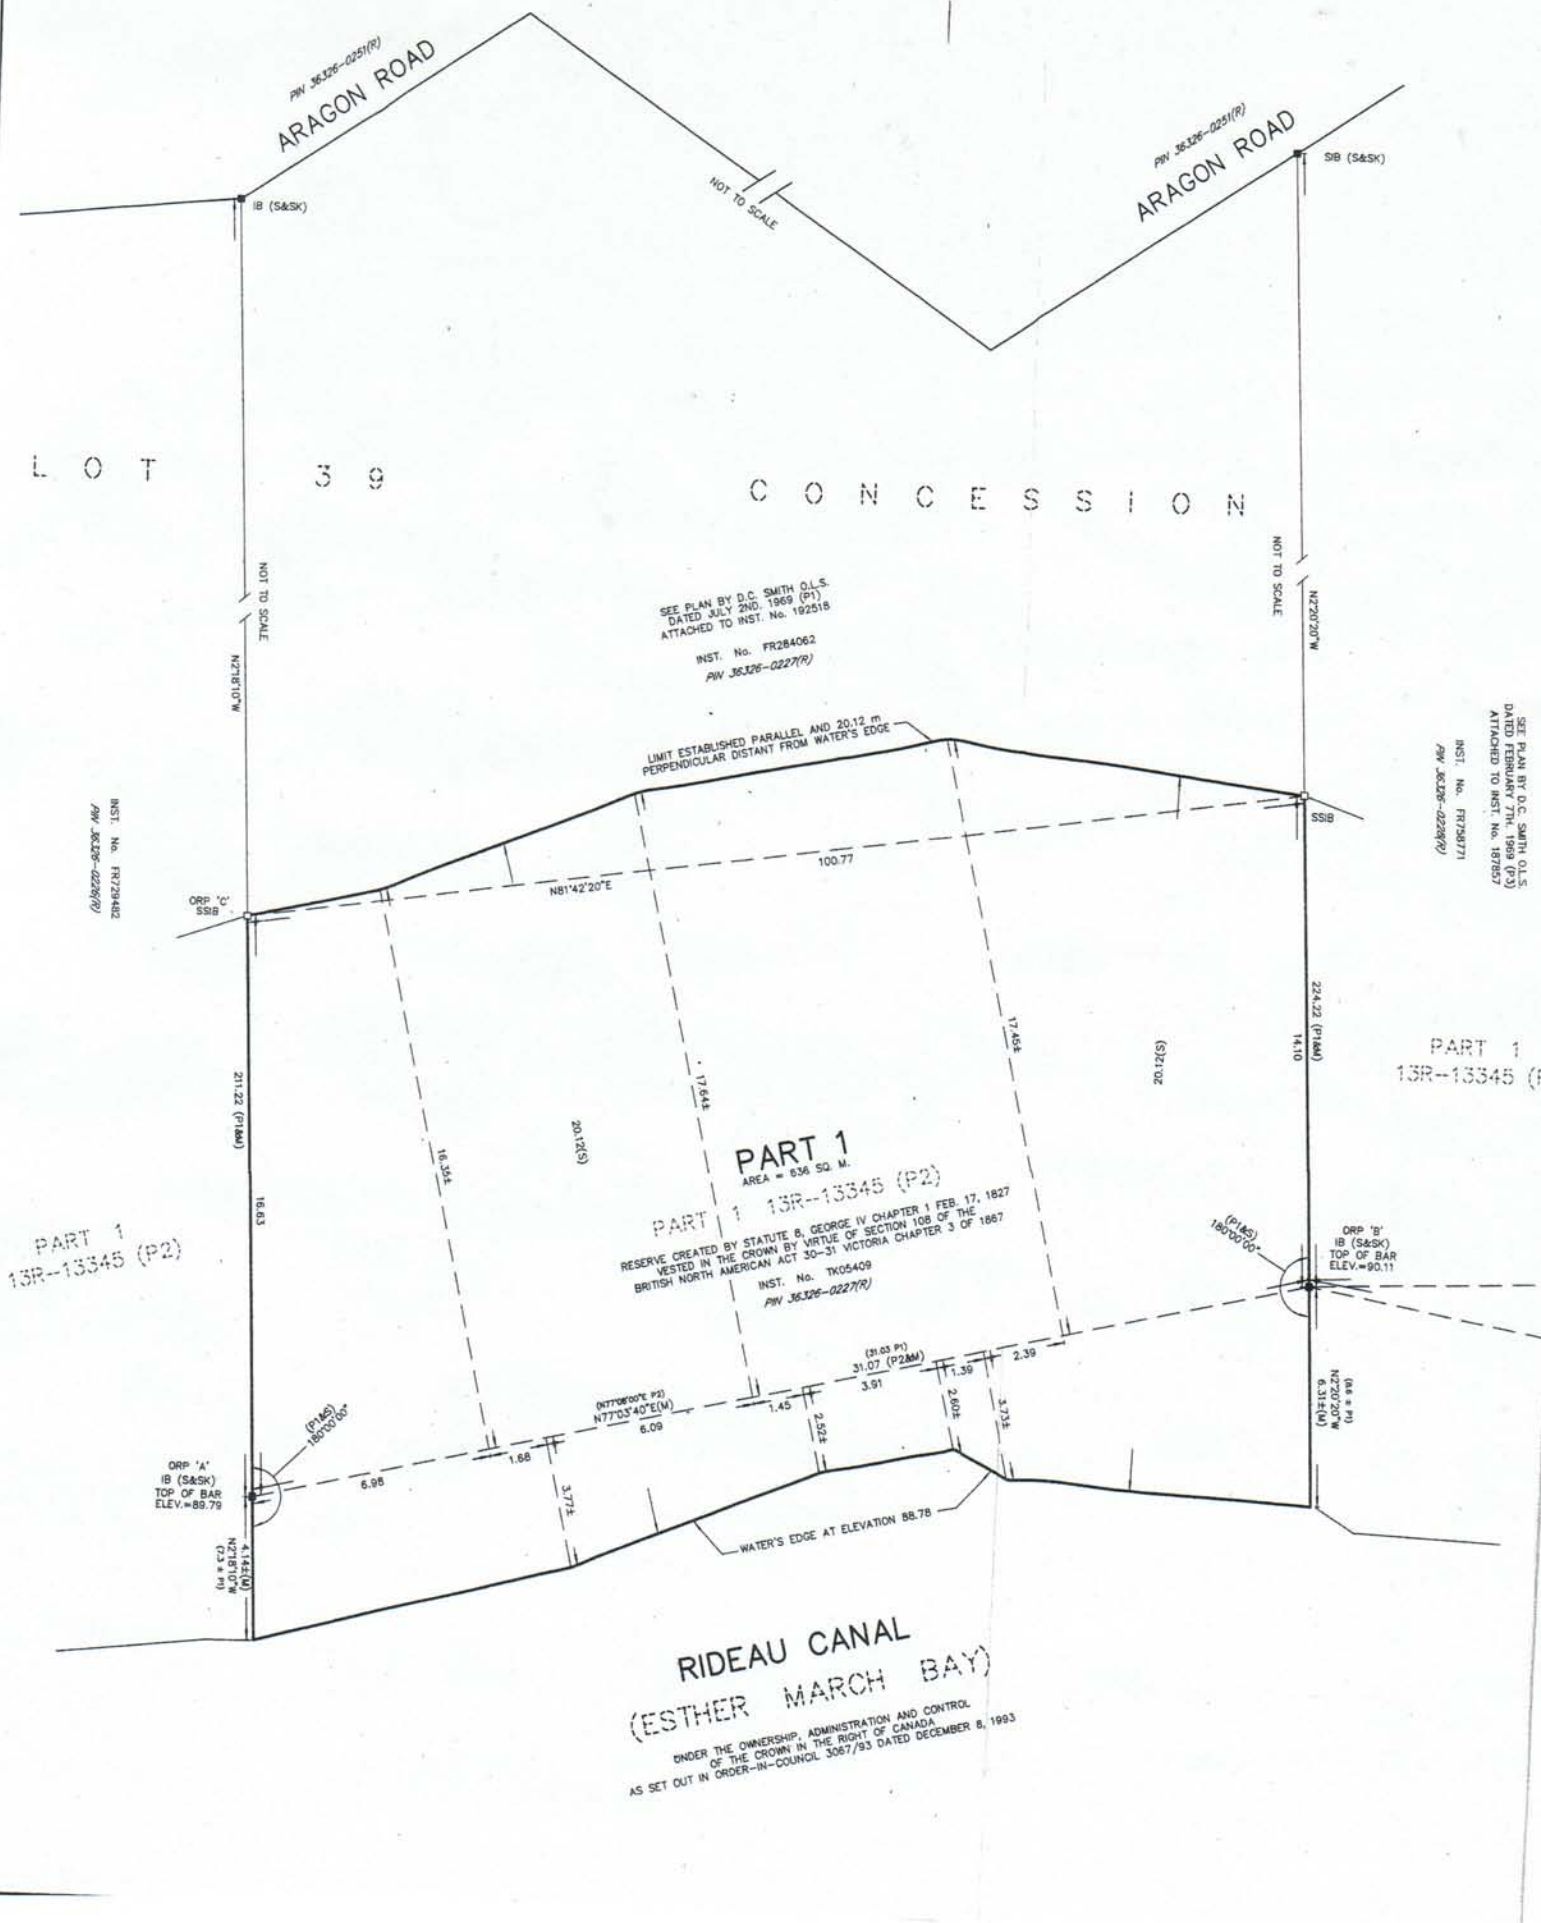 PIN 36326-0251(R)
ARAGON ROAD
IB (S&SK)
NOT TO SCALE
PIN 36326-0251(R)
ARAGON ROAD
SIB (S&SK)
LOT 39
CONCESSION
NOT TO SCALE
N2°18'10"W
SEE PLAN BY D.C. SMITH O.L.S.
DATED JULY 2ND. 1969 (P1)
ATTACHED TO INST. No. 192518
INST. No. FR284062
PIN 36326-0227(R)
NOT TO SCALE
N2°20'20"W
SEE PLAN BY D.C. SMITH O.L.S.
DATED FEBRUARY 7TH. 1969 (P3)
ATTACHED TO INST. No. 187857
INST. No. FR758771
PIN 36326-0228(R)
LIMIT ESTABLISHED PARALLEL AND 20.12 m
PERPENDICULAR DISTANT FROM WATER'S EDGE
INST. No. FR729482
PIN 36326-0226(R)
ORP 'C'
SSIB
N81°42'20"E
100.77
SSIB
211.22 (P1&M)
16.63
16.35±
20.12(S)
17.64±
17.45±
20.12(S)
14.10
224.22 (P1&M)
PART 1
13R-13345 (P
PART 1
AREA = 636 SQ. M.
PART 1 13R-13345 (P2)
RESERVE CREATED BY STATUTE 8, GEORGE IV CHAPTER 1 FEB. 17, 1827
VESTED IN THE CROWN BY VIRTUE OF SECTION 108 OF THE
BRITISH NORTH AMERICAN ACT 30-31 VICTORIA CHAPTER 3 OF 1867
INST. No. TK05409
PIN 36326-0227(R)
PART 1
13R-13345 (P2)
(P1&S)
180°00'00"
ORP 'B'
IB (S&SK)
TOP OF BAR
ELEV.=90.11
(31.03 P1)
31.07 (P2&M)
3.91
1.39
2.39
(N77°08'00"E P2)
N77°03'40"E(M)
6.09
1.45
2.52±
2.60±
3.73±
N2°20'20"W
6.31±(M)
(P1&S)
180°00'00"
ORP 'A'
IB (S&SK)
TOP OF BAR
ELEV.=89.79
6.98
1.68
3.77±
4.14±(M)
N2°18'10"W
(7.3 ± P1)
WATER'S EDGE AT ELEVATION 88.78
RIDEAU CANAL
(ESTHER MARCH BAY)
UNDER THE OWNERSHIP, ADMINISTRATION AND CONTROL
OF THE CROWN IN THE RIGHT OF CANADA
AS SET OUT IN ORDER-IN-COUNCIL 3067/93 DATED DECEMBER 8, 1993